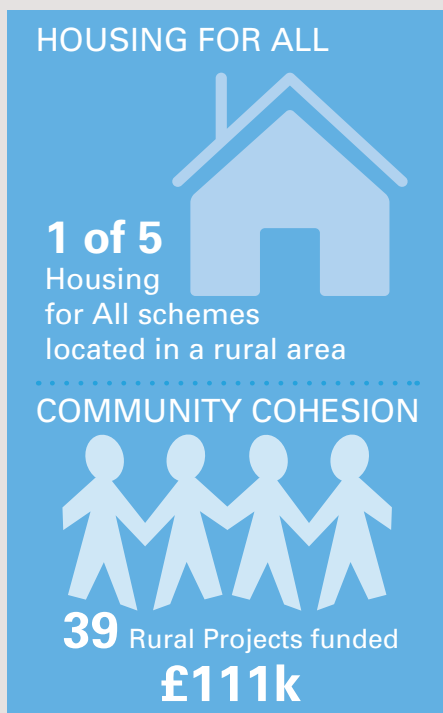 HOUSING FOR ALL
1 of 5
Housing
for All schemes
located in a rural area
COMMUNITY COHESION
39 Rural Projects funded
£111k